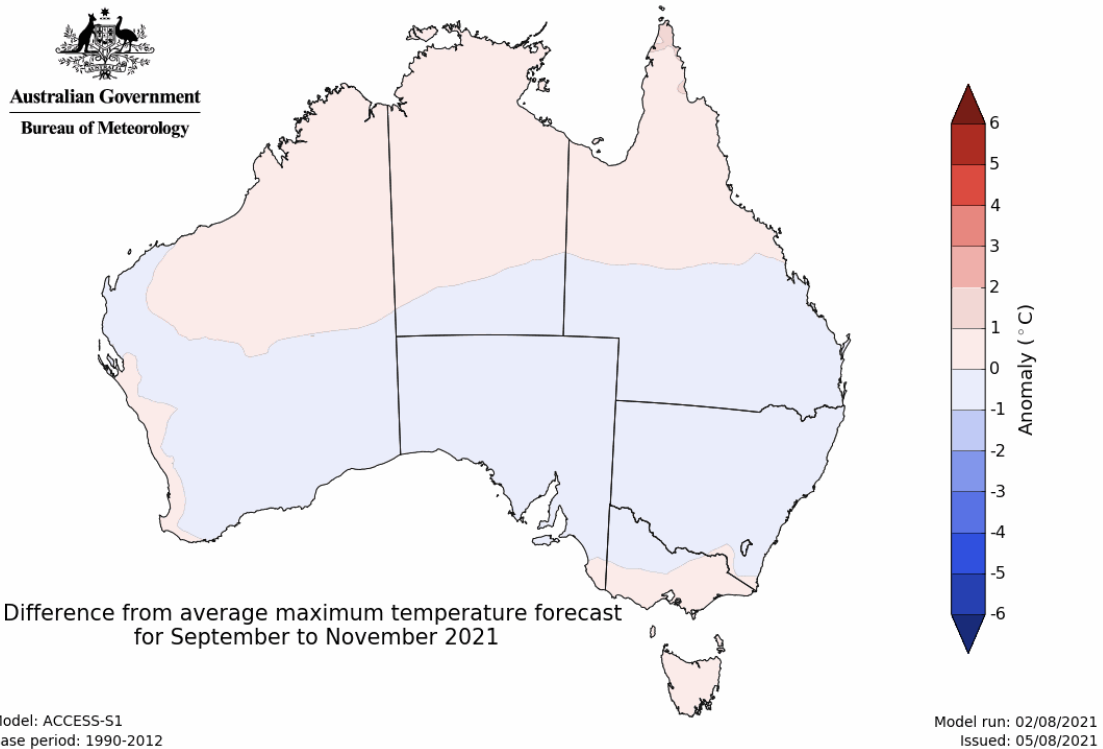 AUSTRALIA
Australian Government
Bureau of Meteorology
6
5
4
3
2
1
0
-1
-2
-3
-4
-5
-6
Anomaly (°C)
Difference from average maximum temperature forecast
for September to November 2021
Model: ACCESS-S1
ase period: 1990-2012
Model run: 02/08/2021
Issued: 05/08/2021